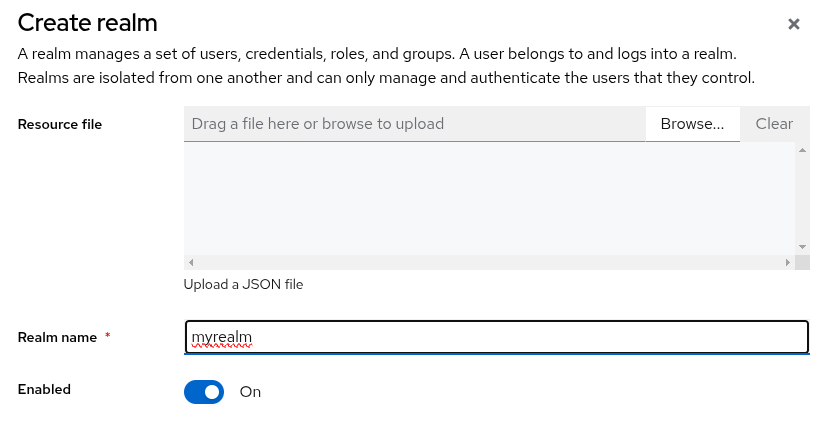 Create realm
A realm manages a set of users, credentials, roles, and groups. A user belongs to and logs into a realm.
Realms are isolated from one another and can only manage and authenticate the users that they control.
Resource file
Drag a file here or browse to upload
Browse...
Clear
Upload a JSON file
Realm name *
myrealm
Enabled
On